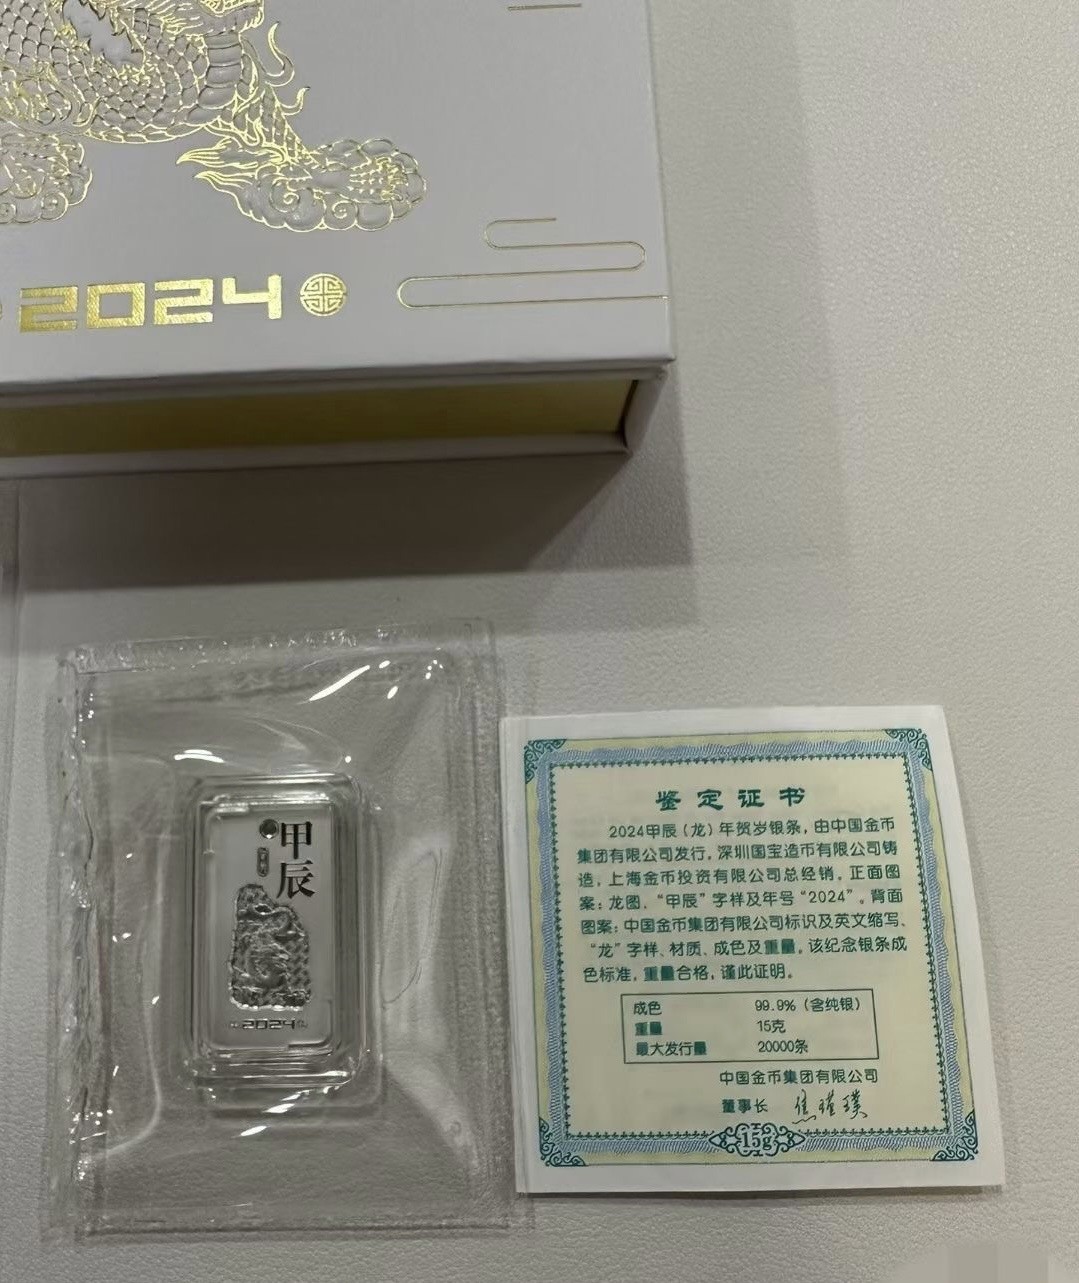 2024
甲
辰
2024
鉴定证书
2024甲辰(龙)年贺岁银条,由中国金币
集团有限公司发行,深圳国宝造币有限公司铸
造,上海金币投资有限公司总经销。正面图
案:龙图、“甲辰”字样及年号“2024”。背面
图案:中国金币集团有限公司标识及英文缩写、
“龙”字样、材质、成色及重量。该纪念银条成
色标准,重量合格,谨此证明。
成色 99.9%(含纯银)
重量 15克
最大发行量 20000条
中国金币集团有限公司
董事长 焦瑾璞
15g